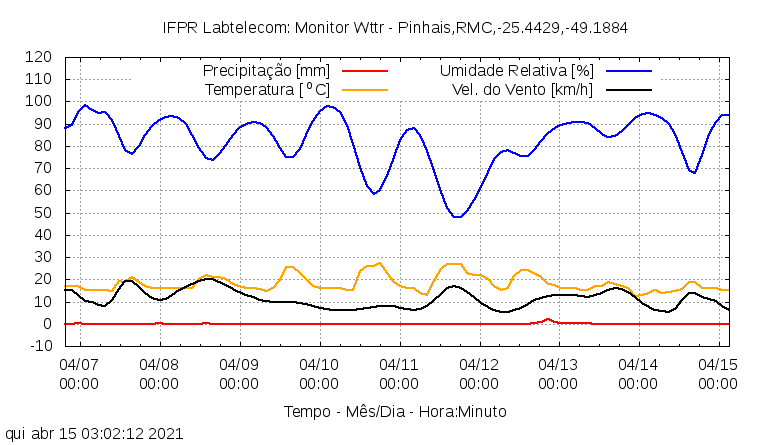 IFPR Labtelecom: Monitor Wttr - Pinhais,RMC,-25.4429,-49.1884
Precipitação [mm]
Temperatura [ºC]
Umidade Relativa [%]
Vel. do Vento [km/h]
120
110
100
90
80
70
60
50
40
30
20
10
0
-10
04/07 04/08 04/09 04/10 04/11 04/12 04/13 04/14 04/15
00:00 00:00 00:00 00:00 00:00 00:00 00:00 00:00 00:00
Tempo - Mês/Dia - Hora:Minuto
qui abr 15 03:02:12 2021